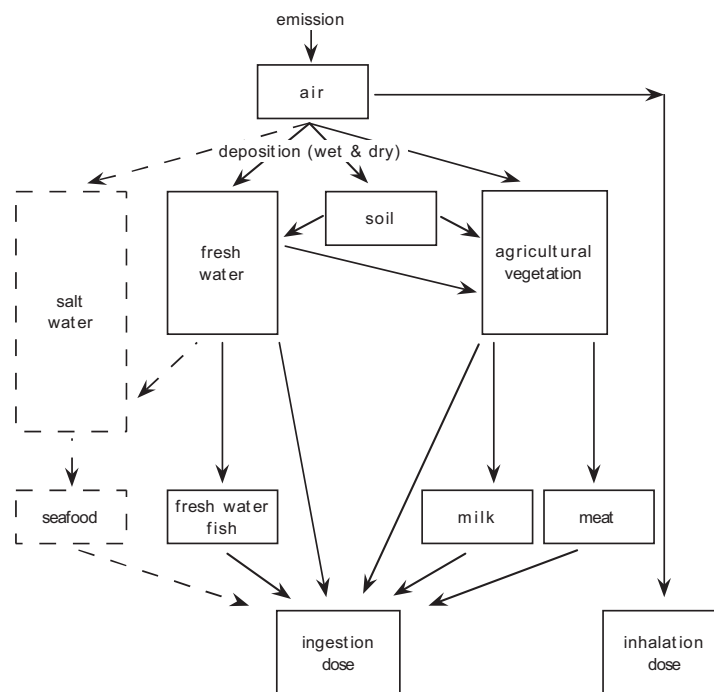 emission
air
deposition (wet & dry)
soil
fresh
water
agricultural
vegetation
salt
water
seafood
fresh water
fish
milk
meat
ingestion
dose
inhalation
dose